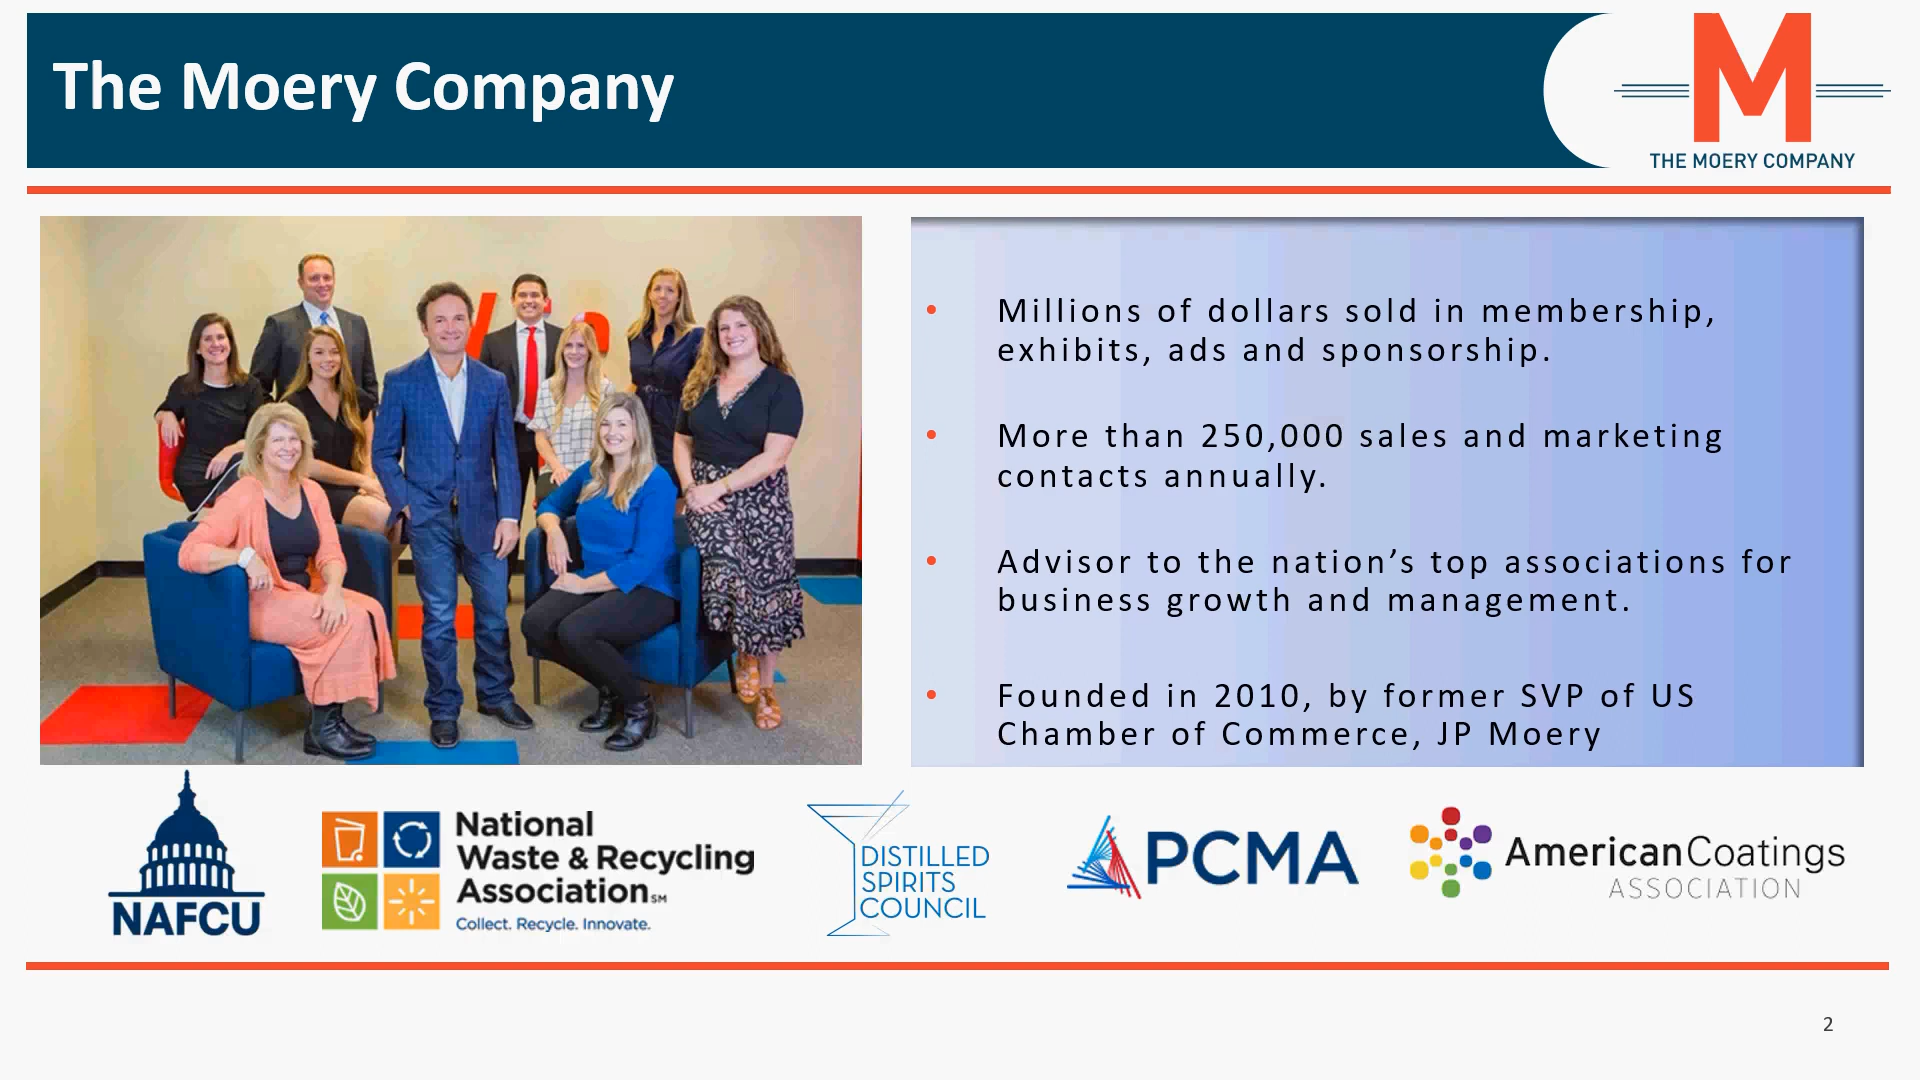 The Moery Company
M
THE MOERY COMPANY
• Millions of dollars sold in membership,
exhibits, ads and sponsorship.
• More than 250,000 sales and marketing
contacts annually.
• Advisor to the nation’s top associations for
business growth and management.
• Founded in 2010, by former SVP of US
Chamber of Commerce, JP Moery
NAFCU
National
Waste & Recycling
Association SM
Collect. Recycle. Innovate.
DISTILLED
SPIRITS
COUNCIL
PCMA
AmericanCoatings
ASSOCIATION
2